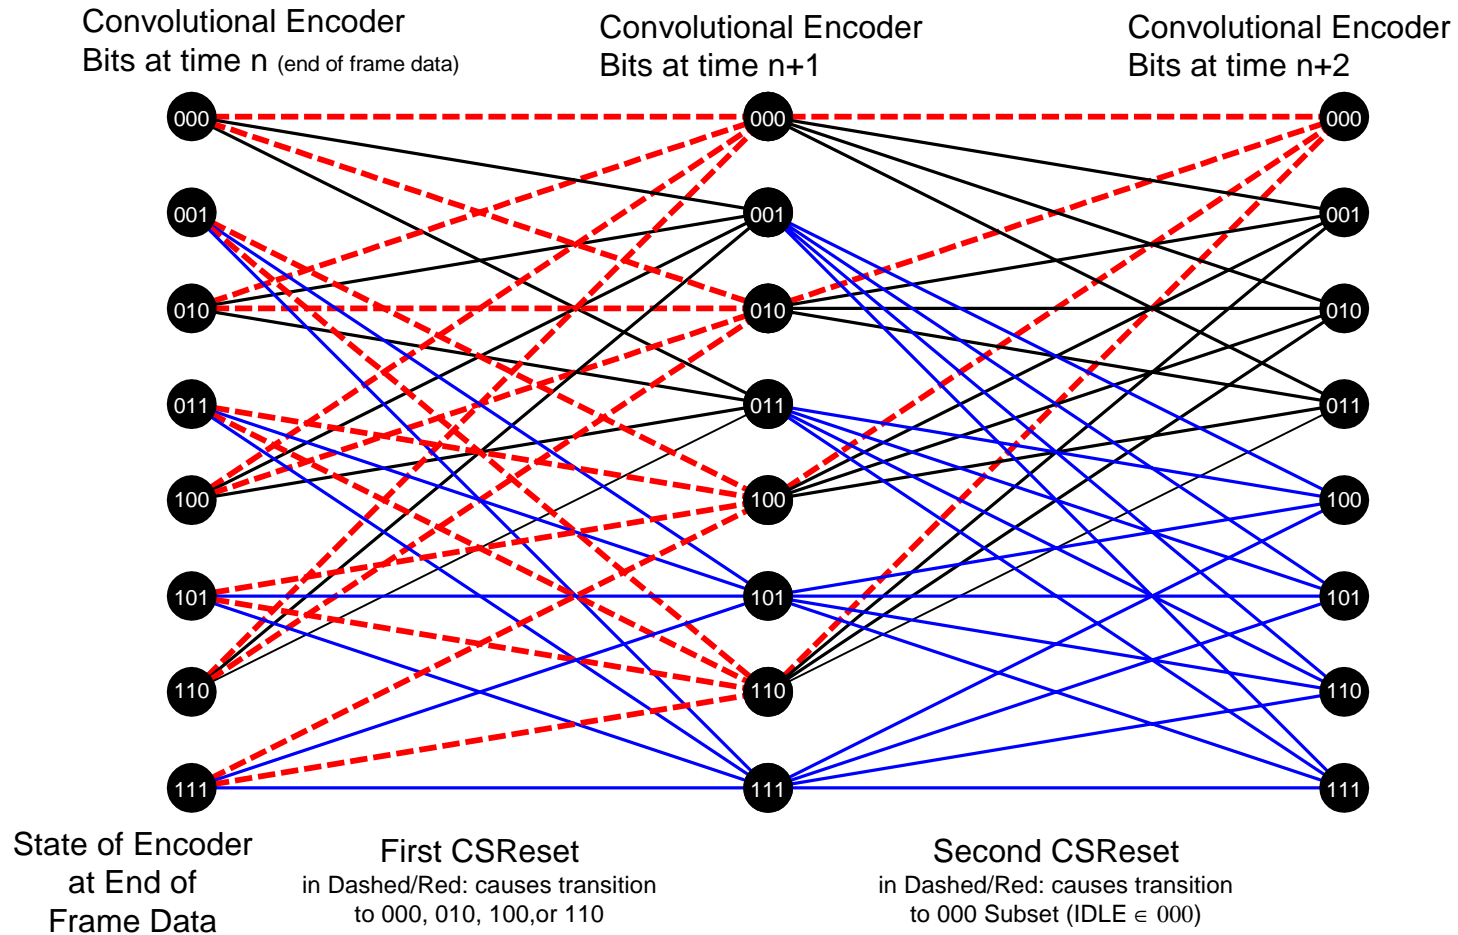 Convolutional Encoder
Bits at time n (end of frame data)
Convolutional Encoder
Bits at time n+1
Convolutional Encoder
Bits at time n+2
000
000
000
001
001
001
010
010
010
011
011
011
100
100
100
101
101
101
110
110
110
111
111
111
State of Encoder
at End of
Frame Data
First CSReset
in Dashed/Red: causes transition
to 000, 010, 100,or 110
Second CSReset
in Dashed/Red: causes transition
to 000 Subset (IDLE ∈ 000)